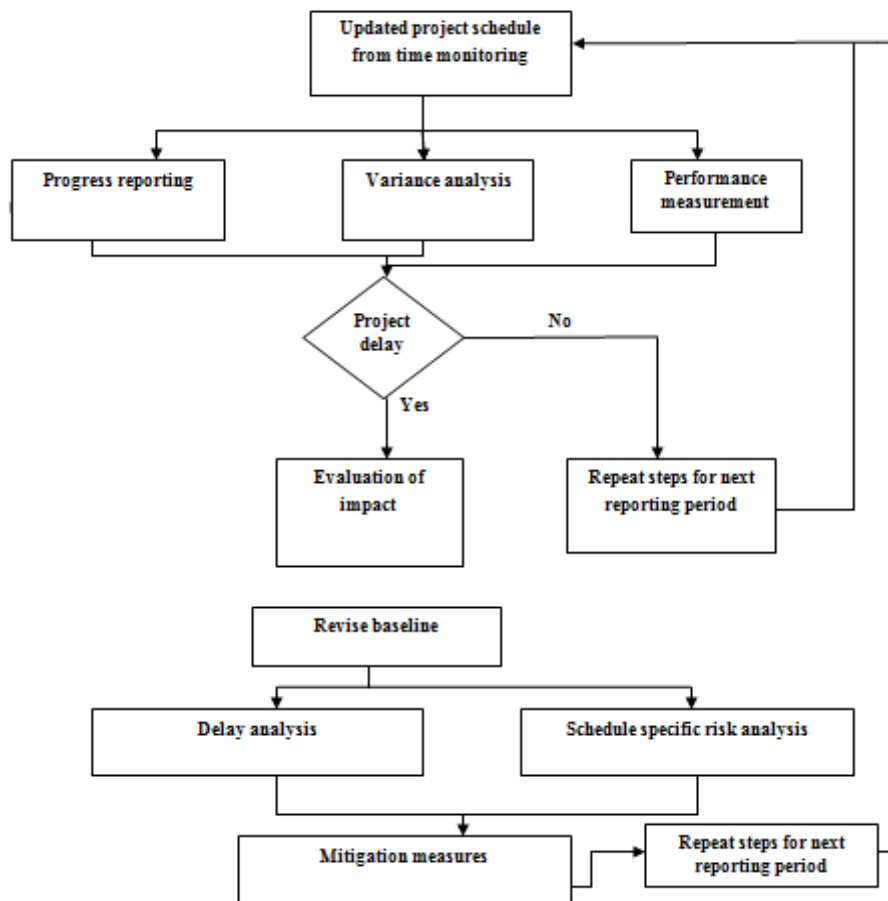 Updated project schedule
from time monitoring
Progress reporting
Variance analysis
Performance
measurement
Project
delay
No
Yes
Evaluation of
impact
Repeat steps for next
reporting period
Revise baseline
Delay analysis
Schedule specific risk analysis
Mitigation measures
Repeat steps for next
reporting period